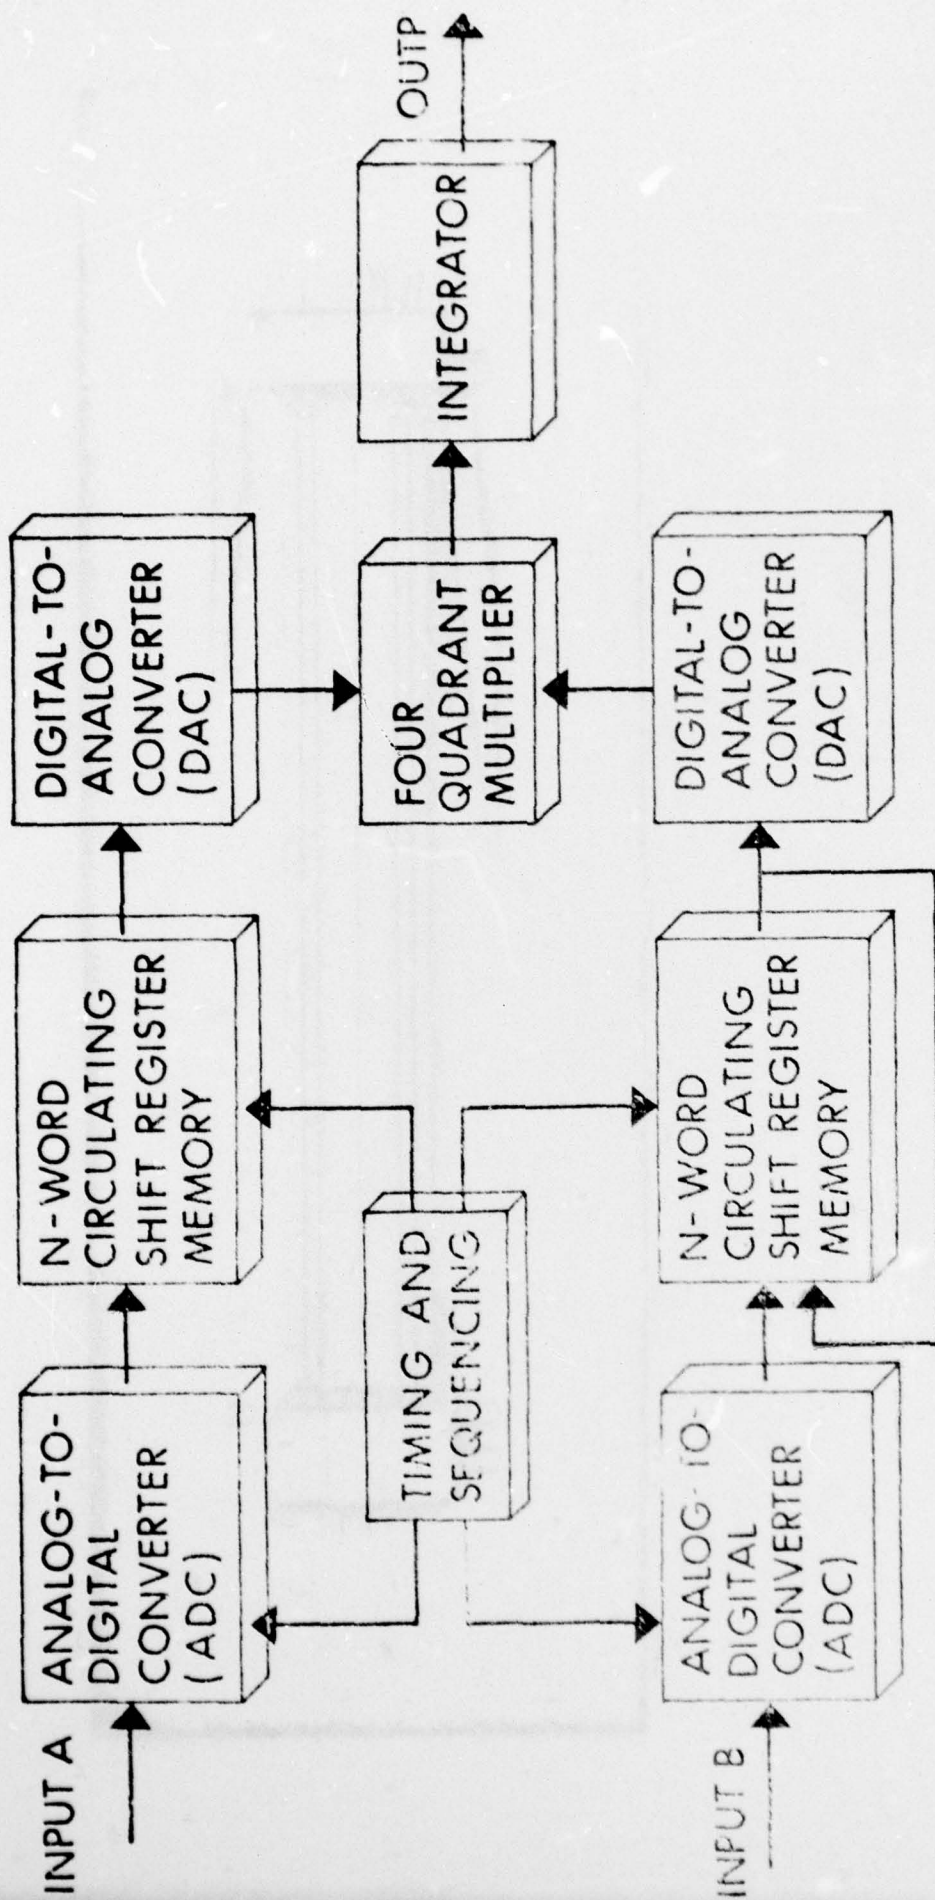 INPUT A
ANALOG-TO-
DIGITAL
CONVERTER
(ADC)
N-WORD
CIRCULATING
SHIFT REGISTER
MEMORY
DIGITAL-TO-
ANALOG
CONVERTER
(DAC)
TIMING AND
SEQUENCING
FOUR
QUADRANT
MULTIPLIER
INTEGRATOR
OUTP
INPUT B
ANALOG-TO-
DIGITAL
CONVERTER
(ADC)
N-WORD
CIRCULATING
SHIFT REGISTER
MEMORY
DIGITAL-TO-
ANALOG
CONVERTER
(DAC)